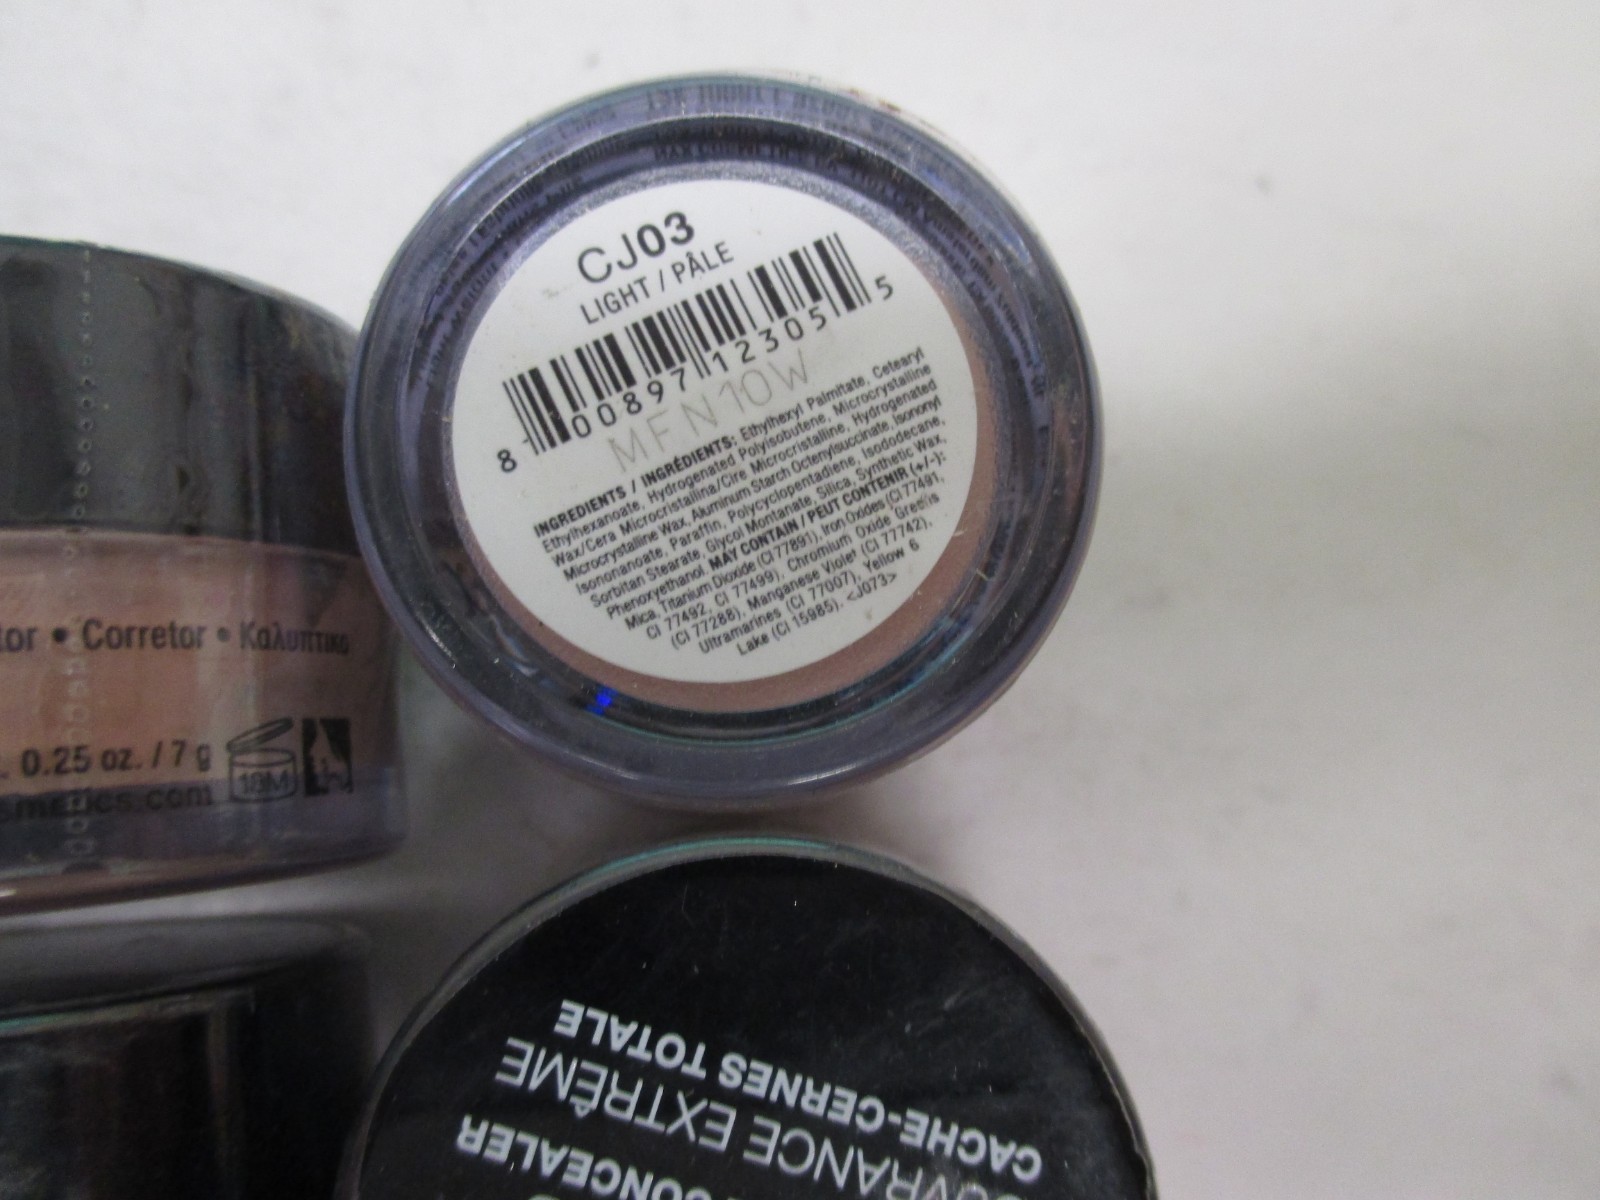 CJ03
LIGHT / PÂLE
8 00897 12305 5
MFN10W
INGREDIENTS / INGRÉDIENTS: Ethylhexyl Palmitate, Cetearyl
Ethylhexanoate, Hydrogenated Polyisobutene, Microcrystalline
Wax/Cera Microcristallina/Cire Microcristalline, Hydrogenated
Microcrystalline Wax, Aluminum Starch Octenylsuccinate, Isononyl
Isononanoate, Paraffin, Polycyclopentadiene, Isododecane,
Sorbitan Stearate, Glycol Montanate, Silica, Synthetic Wax,
Phenoxyethanol. MAY CONTAIN / PEUT CONTENIR (+/-):
Mica, Titanium Dioxide (CI 77891), Iron Oxides (CI 77491,
CI 77492, CI 77499), Chromium Oxide Greens
(CI 77288), Manganese Violet (CI 77742),
Ultramarines (CI 77007), Yellow 6
Lake (CI 15985). <J073>
tor • Corretor • Καλυπτικό
0.25 oz. / 7 g
18M
smetics.com
CONCEALER
OUVRANCE EXTRÊME
CACHE-CERNES TOTALE